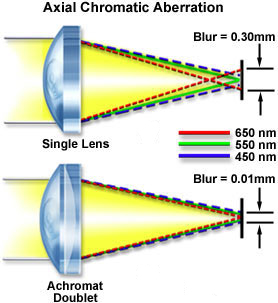 Axial Chromatic Aberration
Blur = 0.30mm
Single Lens
650 nm
550 nm
450 nm
Blur = 0.01mm
Achromat
Doublet